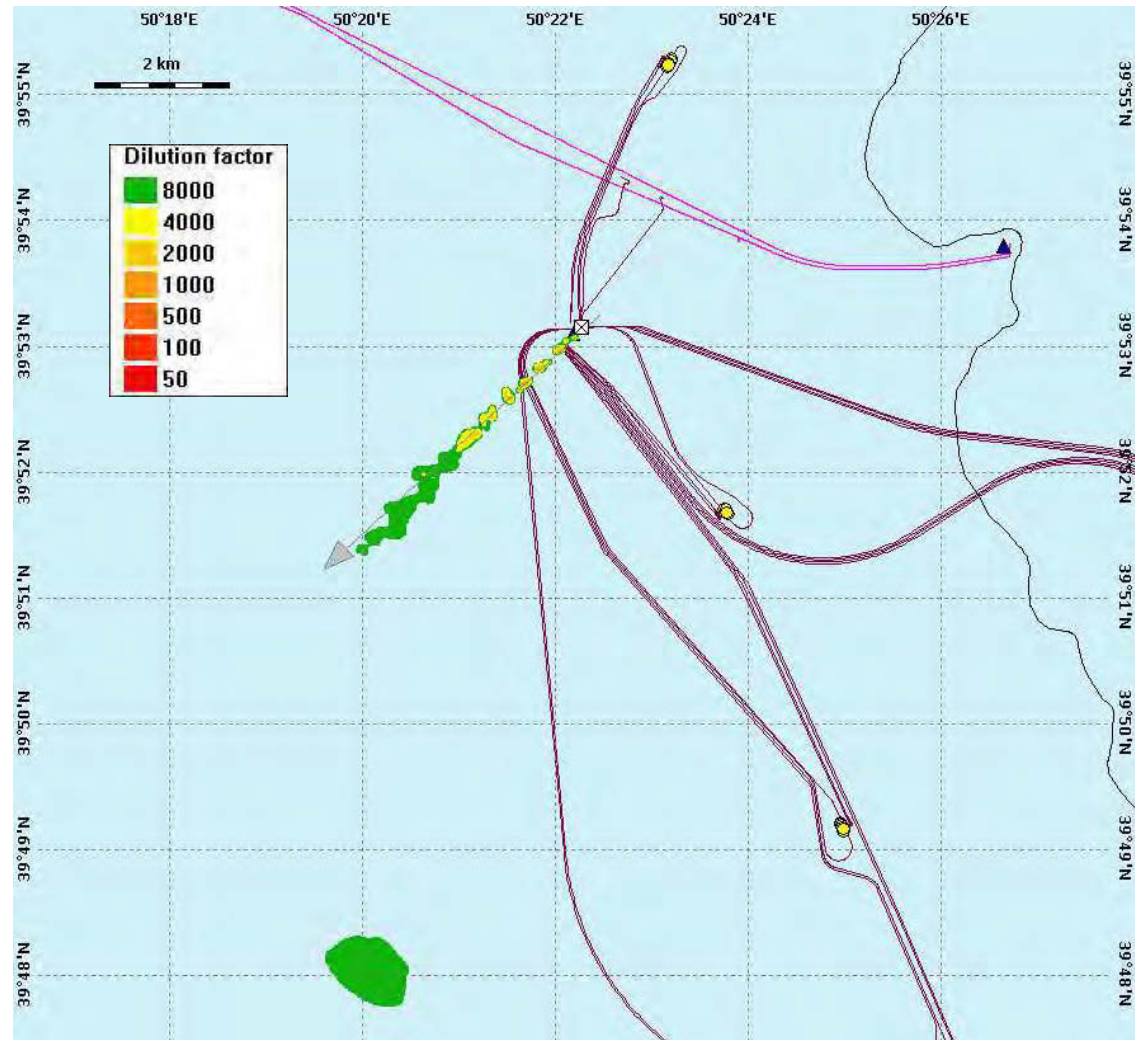 50°18'E 50°20'E 50°22'E 50°24'E 50°26'E
2 km
39°55'N 39°55'N
Dilution factor
8000
4000
2000
1000
500
100
50
39°54'N 39°54'N
39°53'N 39°53'N
39°52'N 39°52'N
39°51'N 39°51'N
39°50'N 39°50'N
39°49'N 39°49'N
39°48'N 39°48'N